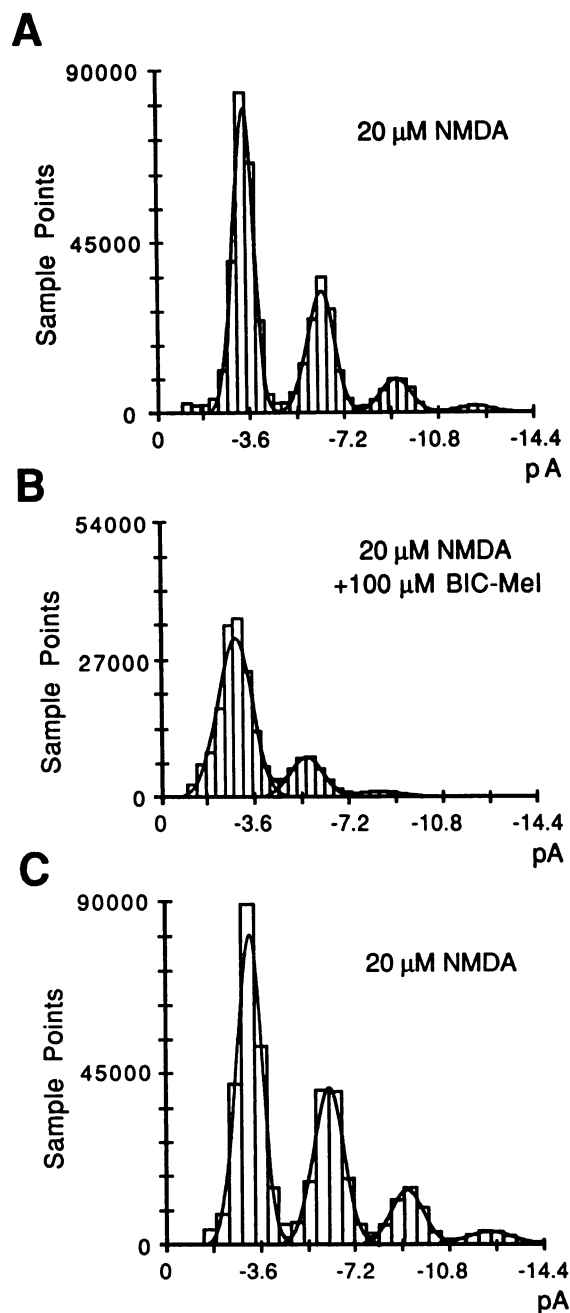 A
90000
20 μM NMDA
Sample Points
45000
0
0 -3.6 -7.2 -10.8 -14.4
pA
B
54000
20 μM NMDA
+100 μM BIC-MeI
Sample Points
27000
0
0 -3.6 -7.2 -10.8 -14.4
pA
C
90000
20 μM NMDA
Sample Points
45000
0
0 -3.6 -7.2 -10.8 -14.4
pA